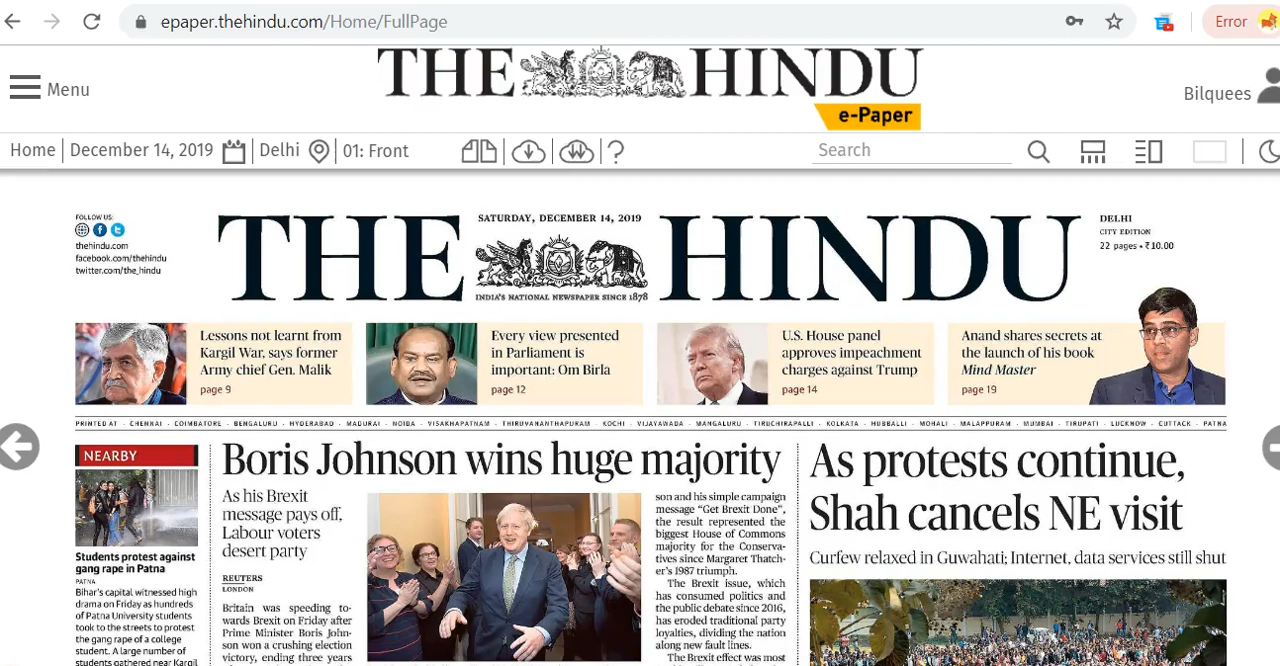 epaper.thehindu.com/Home/FullPage
Error
Menu
THE HINDU
e-Paper
Bilquees
Home
December 14, 2019
Delhi
01: Front
?
Search
FOLLOW US:
thehindu.com
facebook.com/thehindu
twitter.com/the_hindu
THE HINDU
SATURDAY, DECEMBER 14, 2019
INDIA'S NATIONAL NEWSPAPER SINCE 1878
DELHI
CITY EDITION
22 pages • ₹10.00
Lessons not learnt from
Kargil War, says former
Army chief Gen. Malik
page 9
Every view presented
in Parliament is
important: Om Birla
page 12
U.S. House panel
approves impeachment
charges against Trump
page 14
Anand shares secrets at
the launch of his book
Mind Master
page 19
PRINTED AT · CHENNAI · COIMBATORE · BENGALURU · HYDERABAD · MADURAI · NOIDA · VISAKHAPATNAM · THIRUVANANTHAPURAM · KOCHI · VIJAYAWADA · MANGALURU · TIRUCHIRAPALLI · KOLKATA · HUBBALLI · MOHALI · MALAPPURAM · MUMBAI · TIRUPATI · LUCKNOW · CUTTACK · PATNA
NEARBY
Students protest against
gang rape in Patna
PATNA
Bihar's capital witnessed high
drama on Friday as hundreds
of Patna University students
took to the streets to protest
the gang rape of a college
student. A large number of
students gathered near Kargil
Boris Johnson wins huge majority
As his Brexit
message pays off,
Labour voters
desert party
REUTERS
LONDON
Britain was speeding to-
wards Brexit on Friday after
Prime Minister Boris John-
son won a crushing election
victory, ending three years
son and his simple campaign
message "Get Brexit Done",
the result represented the
biggest House of Commons
majority for the Conserva-
tives since Margaret Thatch-
er's 1987 triumph.
The Brexit issue, which
has consumed politics and
the public debate since 2016,
has eroded traditional party
loyalties, dividing the nation
along new fault lines.
The Brexit effect was most
As protests continue,
Shah cancels NE visit
Curfew relaxed in Guwahati; Internet, data services still shut